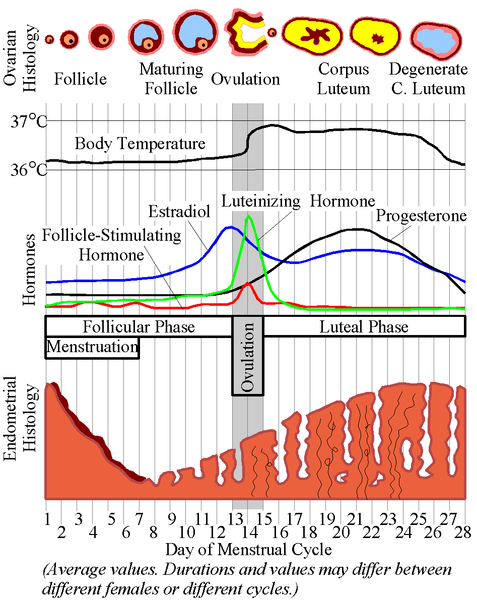 Ovarian
Histology
Follicle
Maturing
Follicle
Ovulation
Corpus
Luteum
Degenerate
C. Luteum
37°C
36°C
Body Temperature
Hormones
Estradiol
Luteinizing Hormone
Progesterone
Follicle-Stimulating
Hormone
Follicular Phase
Menstruation
Ovulation
Luteal Phase
Endometrial
Histology
1 3 5 7 9 11 13 15 17 19 21 23 25 27
2 4 6 8 10 12 14 16 18 20 22 24 26 28
Day of Menstrual Cycle
(Average values. Durations and values may differ between
different females or different cycles.)